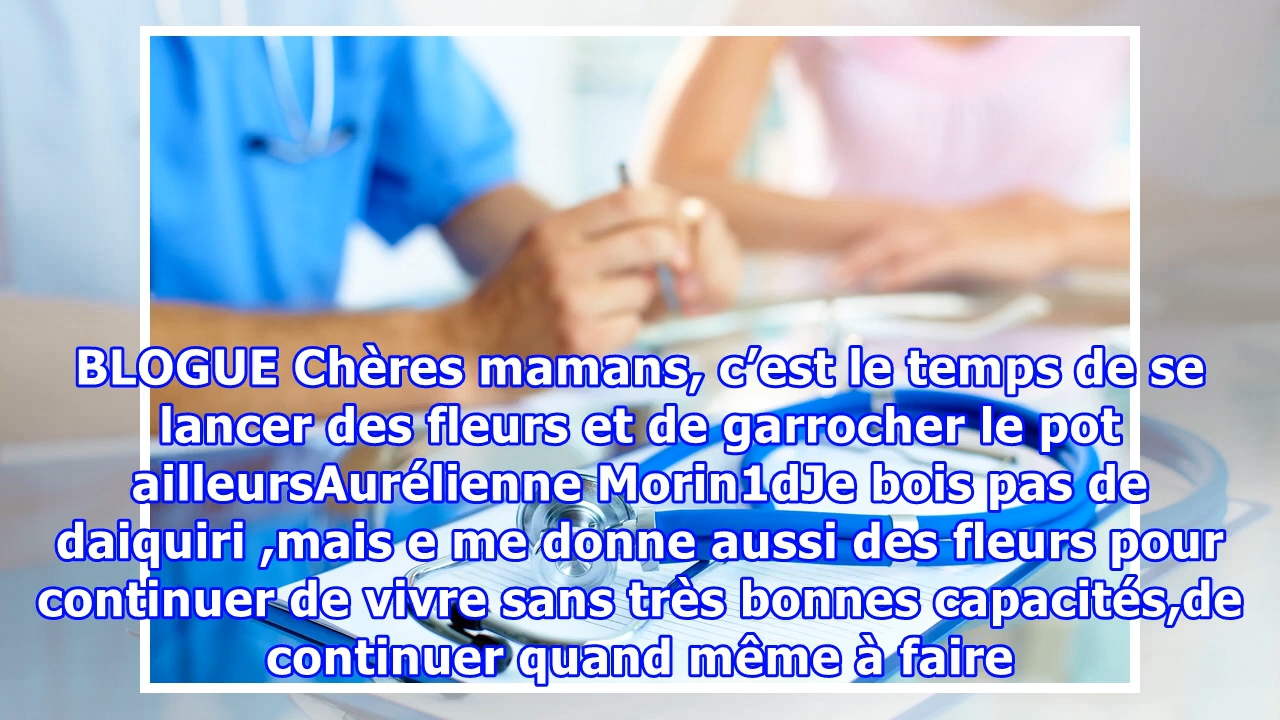 BLOGUE Chères mamans, c’est le temps de se
lancer des fleurs et de garrocher le pot
ailleursAurélienne Morin1dJe bois pas de
daiquiri ,mais e me donne aussi des fleurs pour
continuer de vivre sans très bonnes capacités,de
continuer quand même à faire